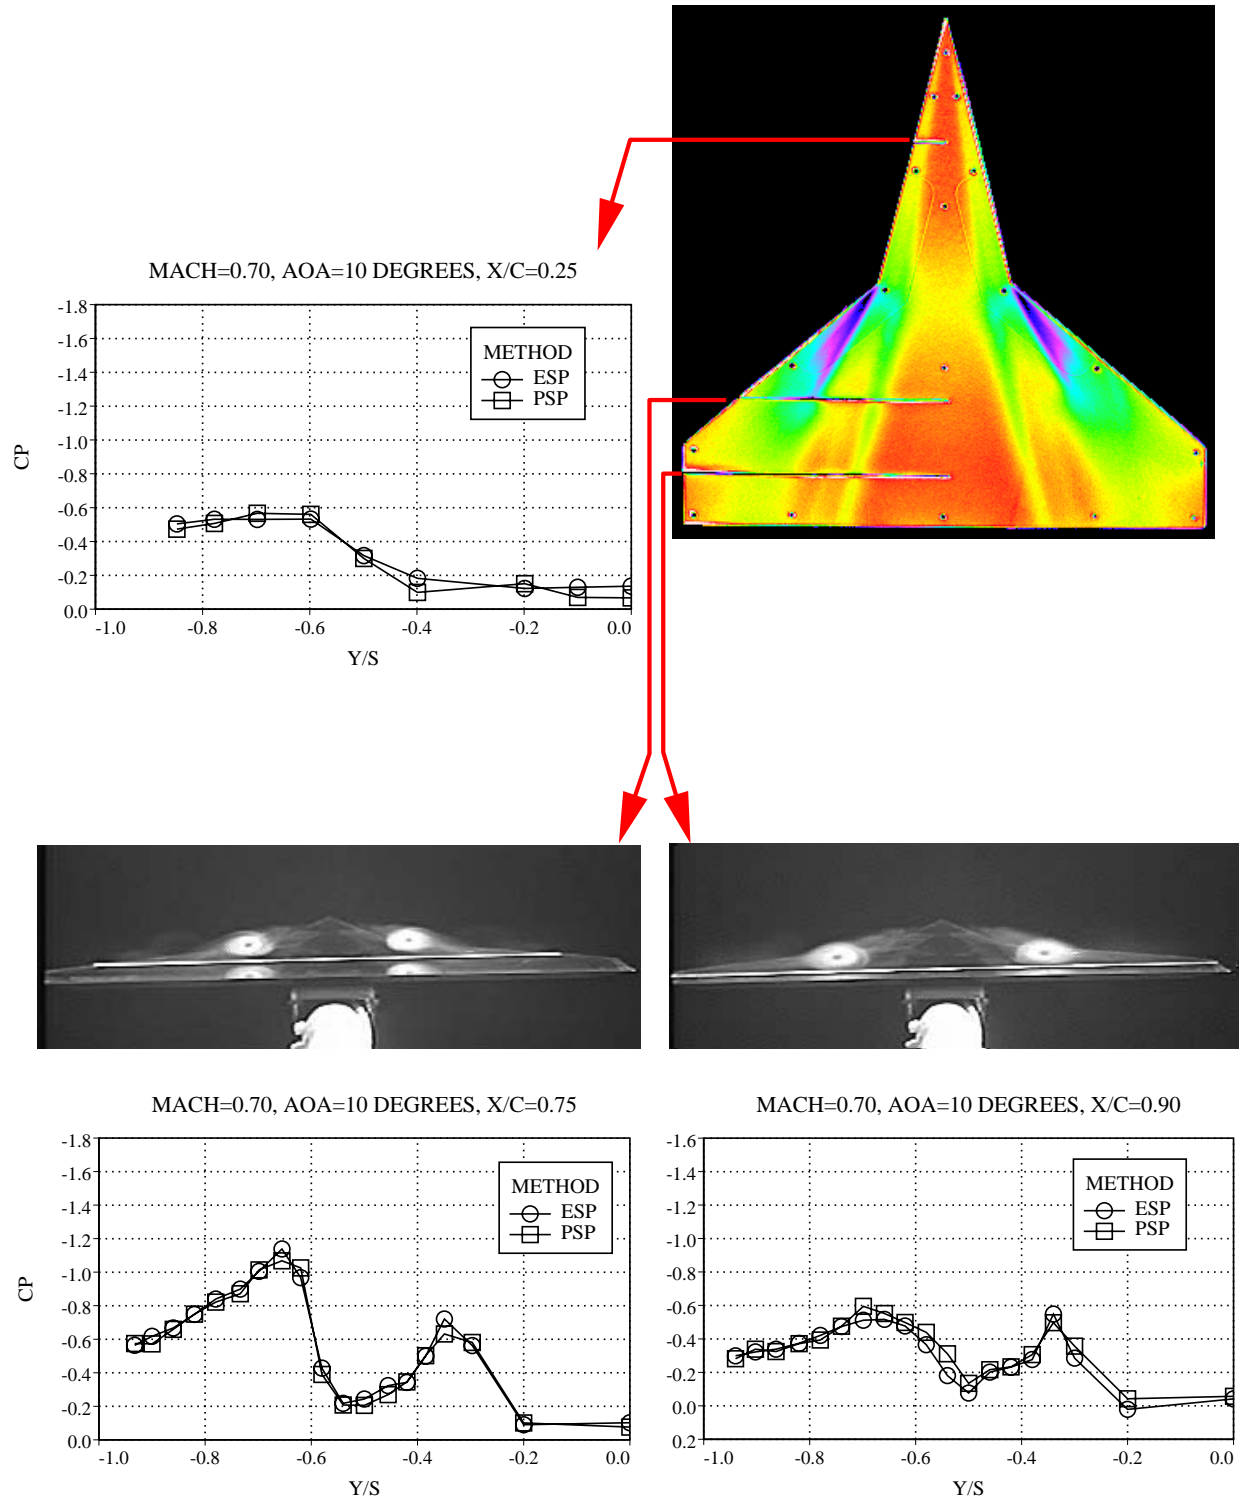 MACH=0.70, AOA=10 DEGREES, X/C=0.25
-1.8
-1.6
-1.4
-1.2
-1.0
-0.8
-0.6
-0.4
-0.2
0.0
CP
METHOD
ESP
PSP
-1.0 -0.8 -0.6 -0.4 -0.2 0.0
Y/S
MACH=0.70, AOA=10 DEGREES, X/C=0.75
-1.8
-1.6
-1.4
-1.2
-1.0
-0.8
-0.6
-0.4
-0.2
0.0
CP
METHOD
ESP
PSP
-1.0 -0.8 -0.6 -0.4 -0.2 0.0
Y/S
MACH=0.70, AOA=10 DEGREES, X/C=0.90
-1.6
-1.4
-1.2
-1.0
-0.8
-0.6
-0.4
-0.2
0.0
0.2
METHOD
ESP
PSP
-1.0 -0.8 -0.6 -0.4 -0.2 0.0
Y/S